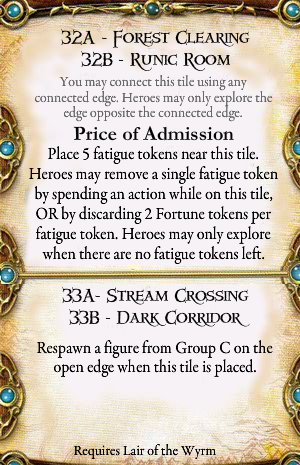 32A - Forest Clearing
32B - Runic Room
You may connect this tile using any
connected edge. Heroes may only explore the
edge opposite the connected edge.
Price of Admission
Place 5 fatigue tokens near this tile.
Heroes may remove a single fatigue token
by spending an action while on this tile,
OR by discarding 2 Fortune tokens per
fatigue token. Heroes may only explore
when there are no fatigue tokens left.
33A- Stream Crossing
33B - Dark Corridor
Respawn a figure from Group C on the
open edge when this tile is placed.
Requires Lair of the Wyrm